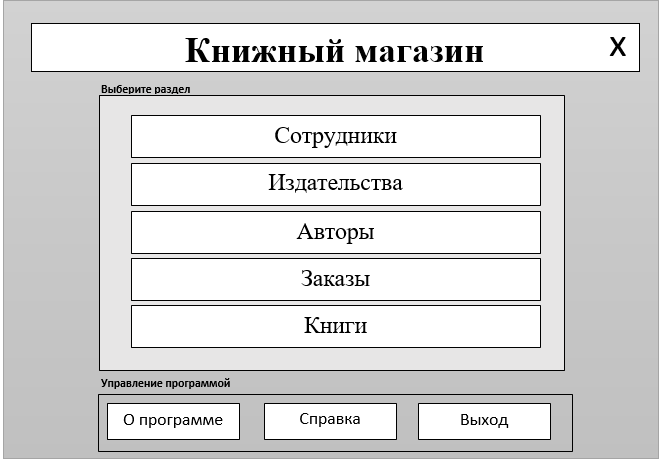 Книжный магазин X
Выберите раздел
Сотрудники
Издательства
Авторы
Заказы
Книги
Управление программой
О программе Справка Выход